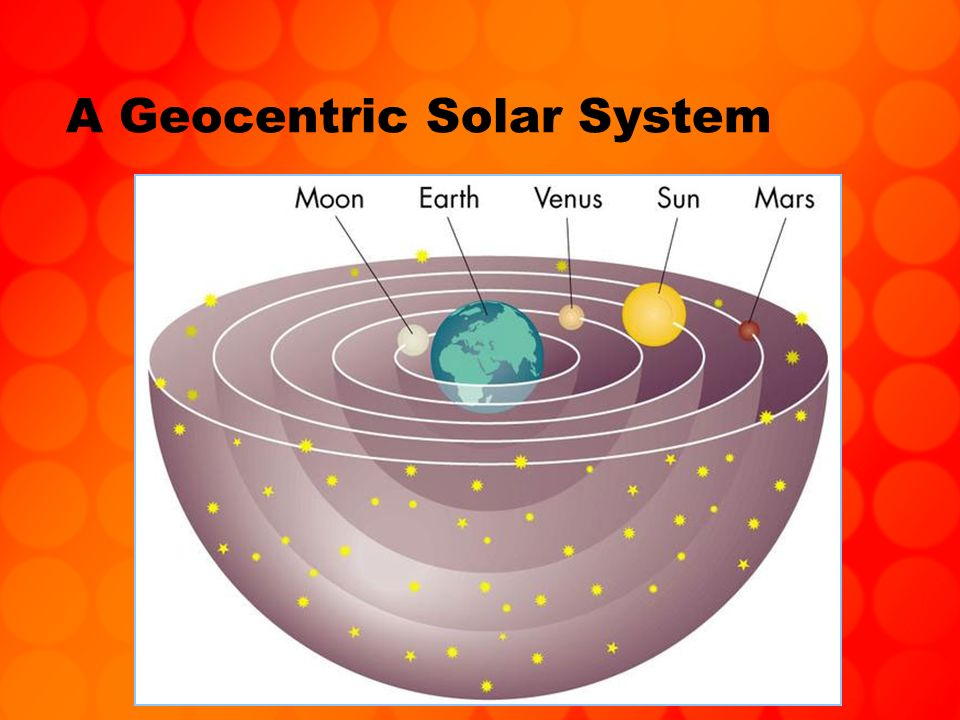 A Geocentric Solar System
Moon Earth Venus Sun Mars